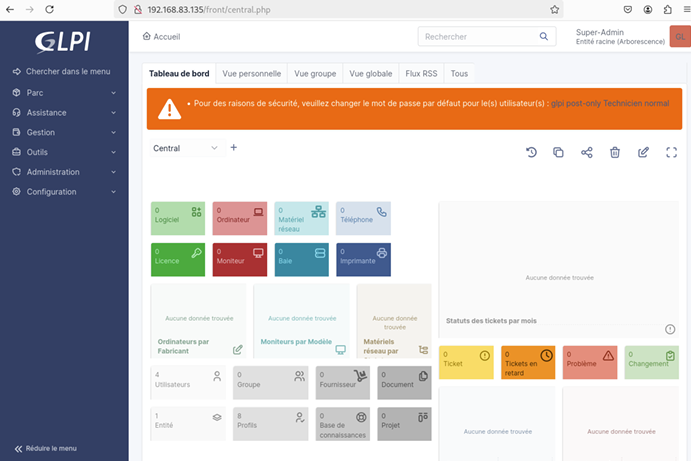 192.168.83.135/front/central.php
GLPI
Accueil
Rechercher
Super-Admin
Entité racine (Arborescence)
GL
Chercher dans le menu
Parc
Assistance
Gestion
Outils
Administration
Configuration
Réduire le menu
Tableau de bord
Vue personnelle
Vue groupe
Vue globale
Flux RSS
Tous
• Pour des raisons de sécurité, veuillez changer le mot de passe par défaut pour le(s) utilisateur(s) : glpi post-only Technicien normal
Central
0
Logiciel
0
Ordinateur
0
Matériel
réseau
0
Téléphone
0
Licence
0
Moniteur
0
Baie
0
Imprimante
Aucune donnée trouvée
Ordinateurs par
Fabricant
Aucune donnée trouvée
Moniteurs par Modèle
Aucune donnée
trouvée
Matériels
réseau par
4
Utilisateurs
0
Groupe
0
Fournisseur
0
Document
1
Entité
8
Profils
0
Base de
connaissances
0
Projet
Aucune donnée trouvée
Statuts des tickets par mois
0
Ticket
0
Tickets en
retard
0
Problème
0
Changement
Aucune donnée trouvée
Aucune donnée trouvée